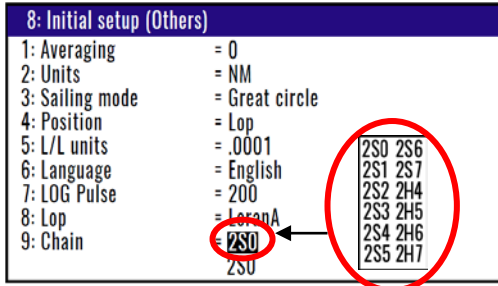 8: Initial setup (Others)
1: Averaging = 0
2: Units = NM
3: Sailing mode = Great circle
4: Position = Lop
5: L/L units = .0001
6: Language = English
7: LOG Pulse = 200
8: Lop = LoranA
9: Chain = 2S0
2S0
2S0 2S6
2S1 2S7
2S2 2H4
2S3 2H5
2S4 2H6
2S5 2H7